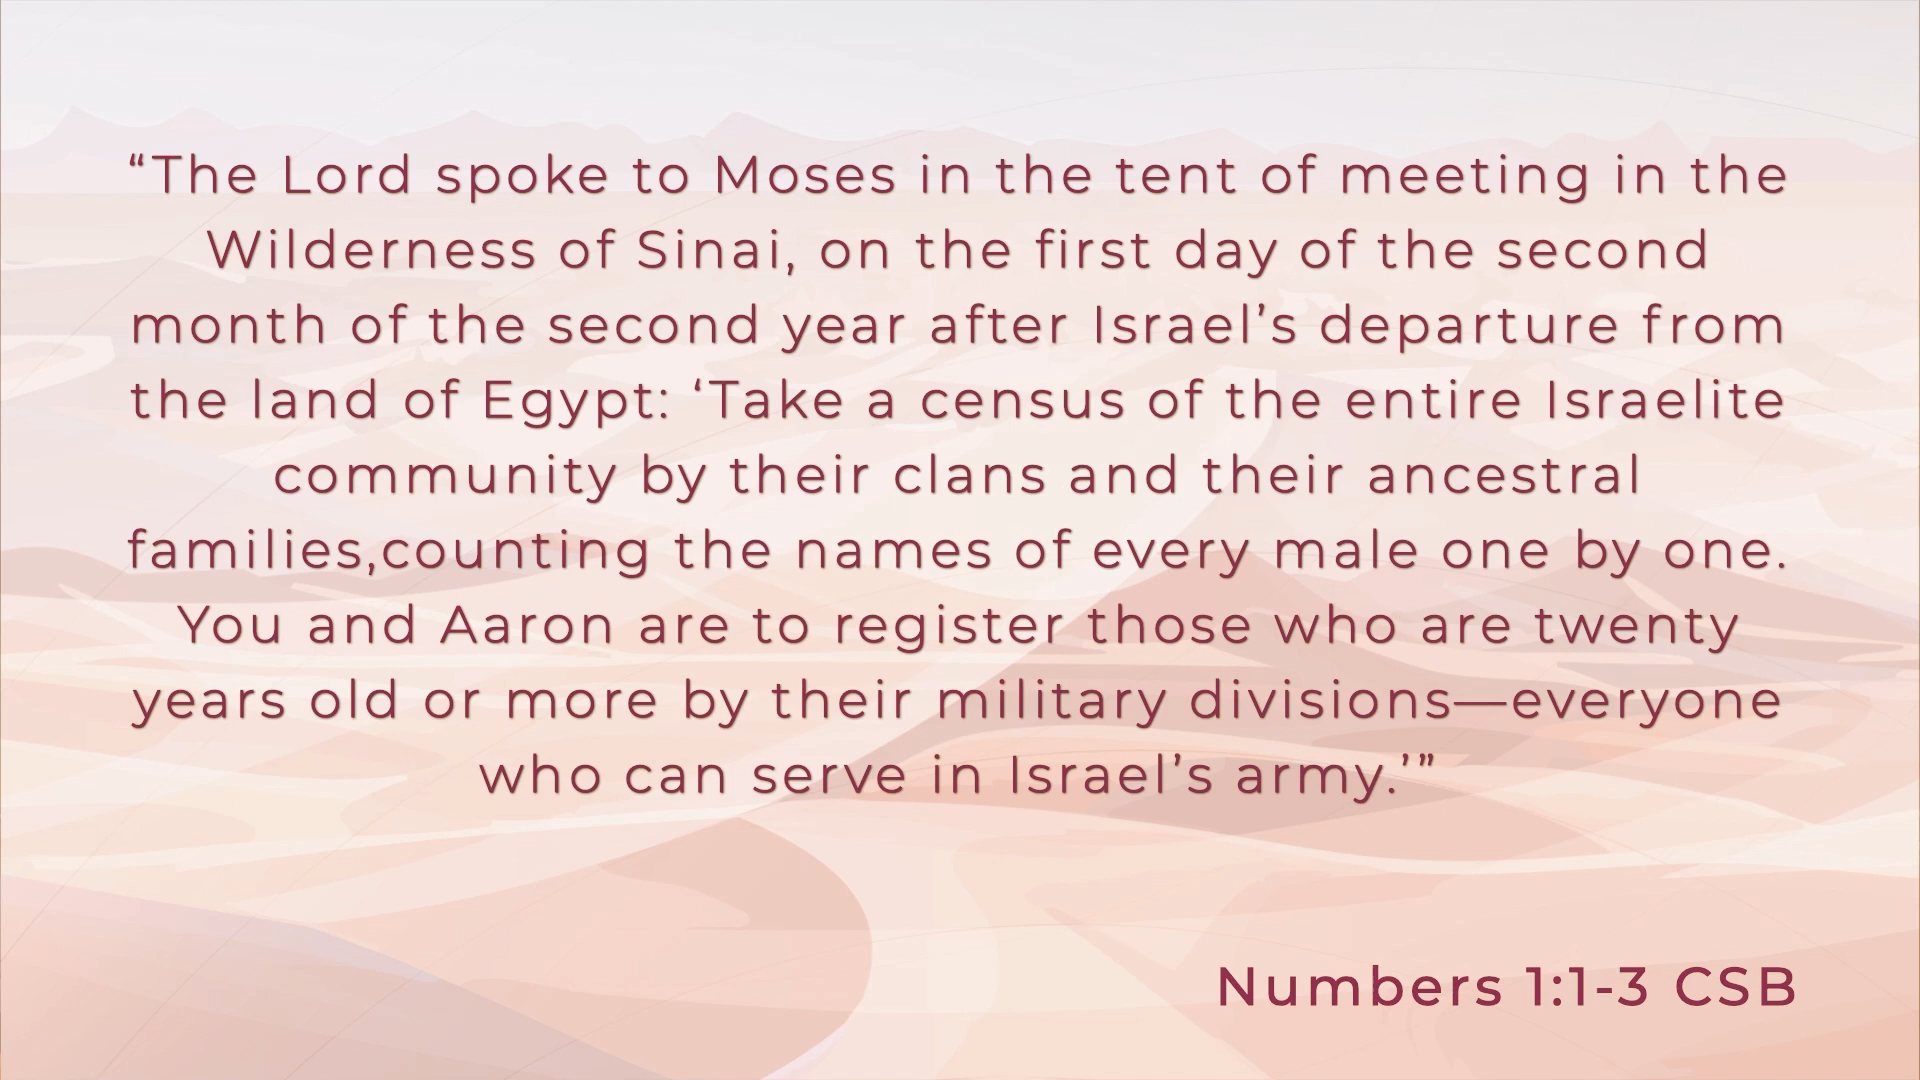 “The Lord spoke to Moses in the tent of meeting in the
Wilderness of Sinai, on the first day of the second
month of the second year after Israel’s departure from
the land of Egypt: ‘Take a census of the entire Israelite
community by their clans and their ancestral
families,counting the names of every male one by one.
You and Aaron are to register those who are twenty
years old or more by their military divisions—everyone
who can serve in Israel’s army.’”
Numbers 1:1-3 CSB